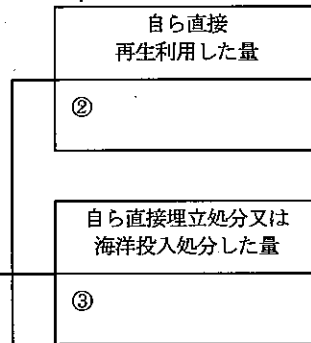 自ら直接
再生利用した量
②
自ら直接埋立処分又は
海洋投入処分した量
③